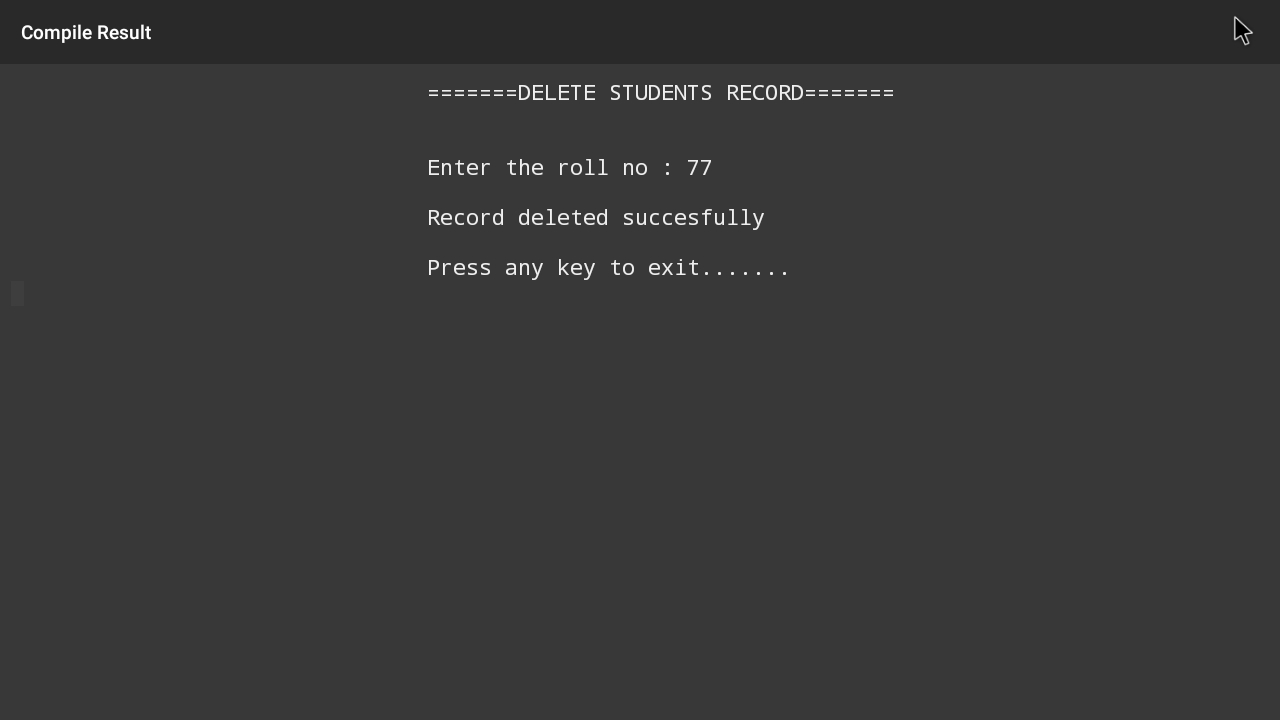 Compile Result
=======DELETE STUDENTS RECORD=======
Enter the roll no : 77
Record deleted succesfully
Press any key to exit.......